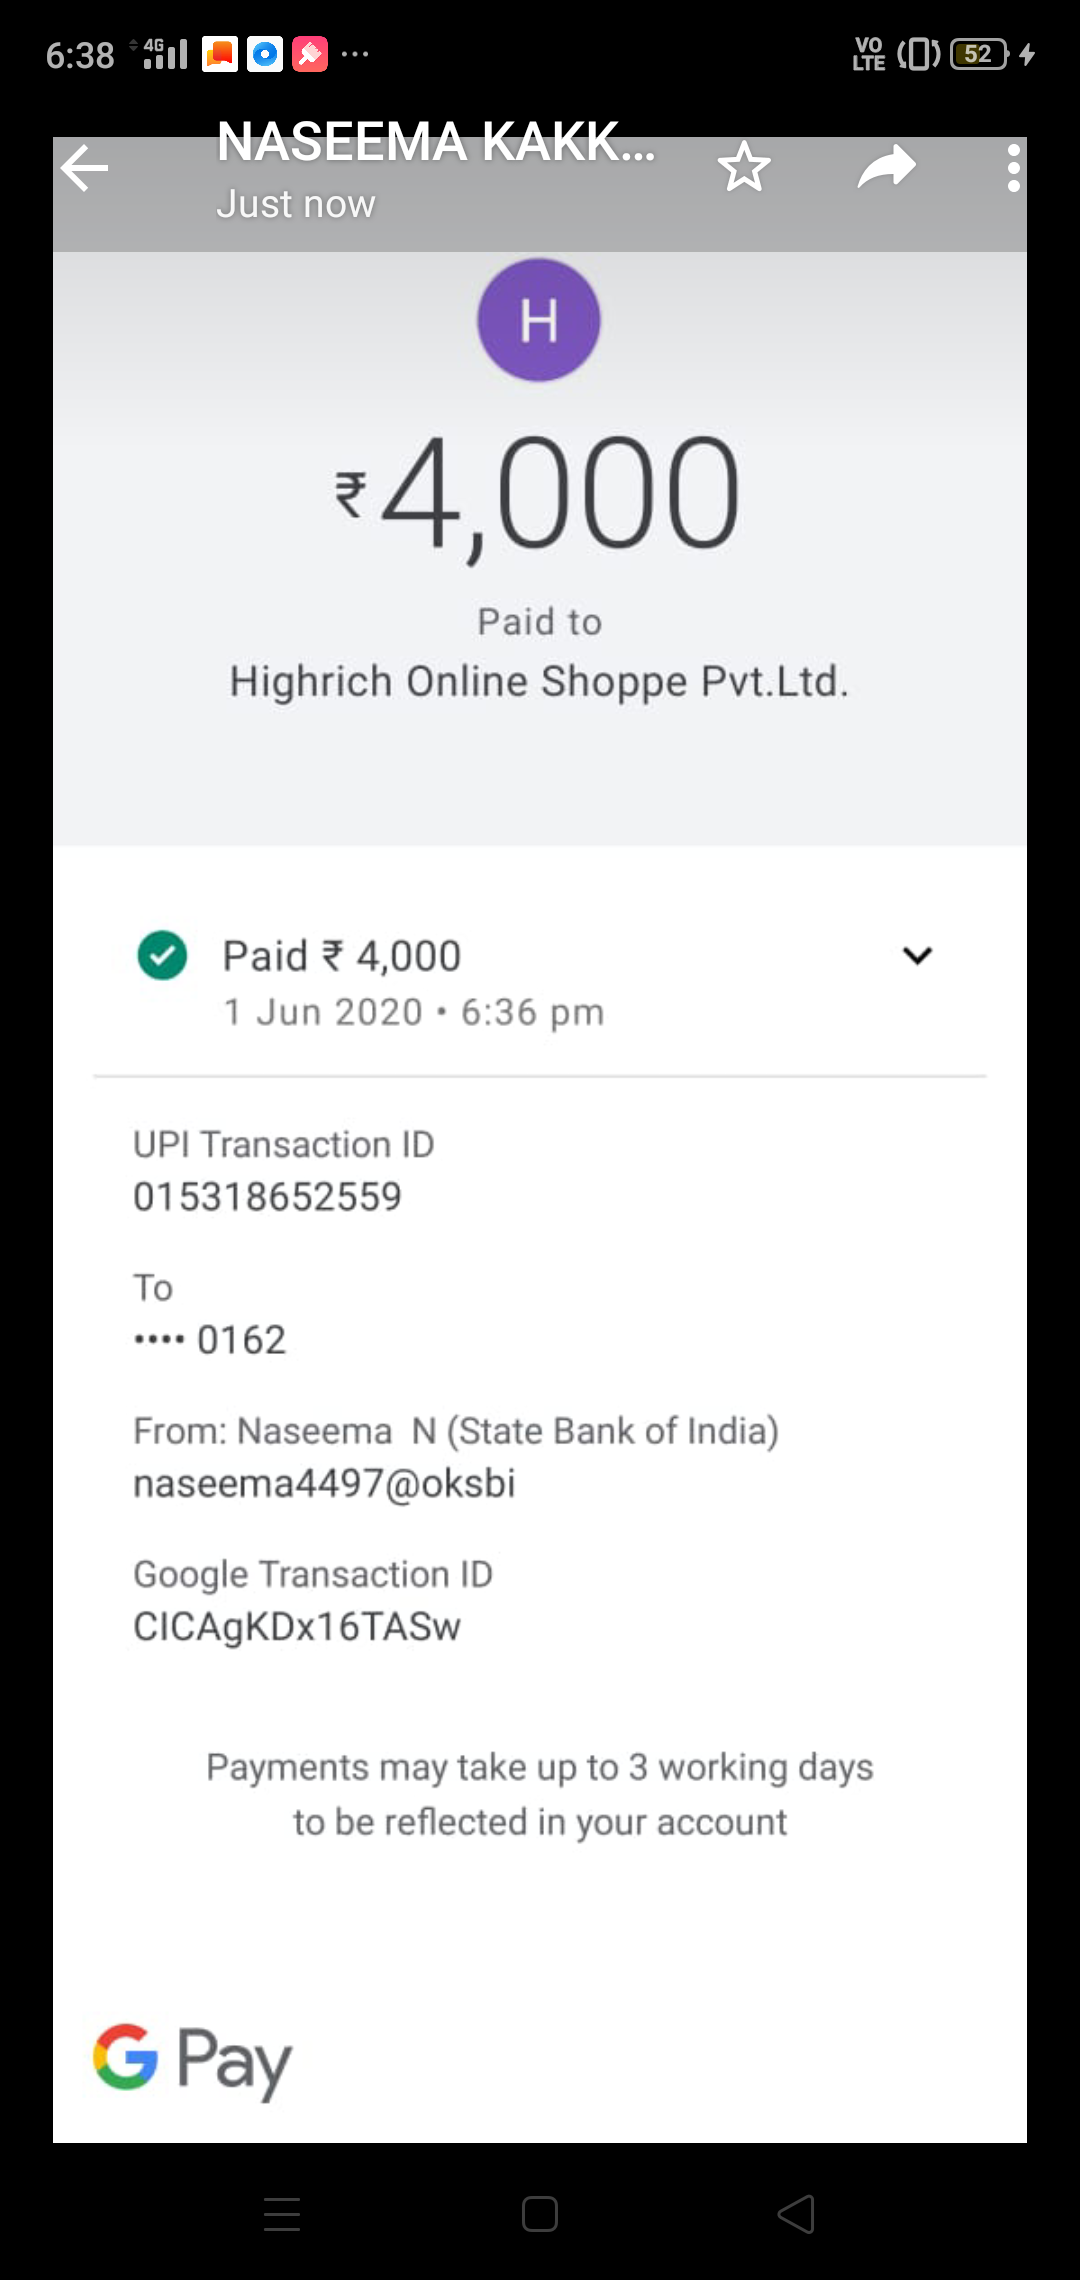 6:38 4G VO LTE 52
NASEEMA KAKK...
Just now
H
₹4,000
Paid to
Highrich Online Shoppe Pvt.Ltd.
Paid ₹ 4,000
1 Jun 2020 • 6:36 pm
UPI Transaction ID
015318652559
To
•••• 0162
From: Naseema N (State Bank of India)
naseema4497@oksbi
Google Transaction ID
CICAgKDx16TASw
Payments may take up to 3 working days
to be reflected in your account
G Pay